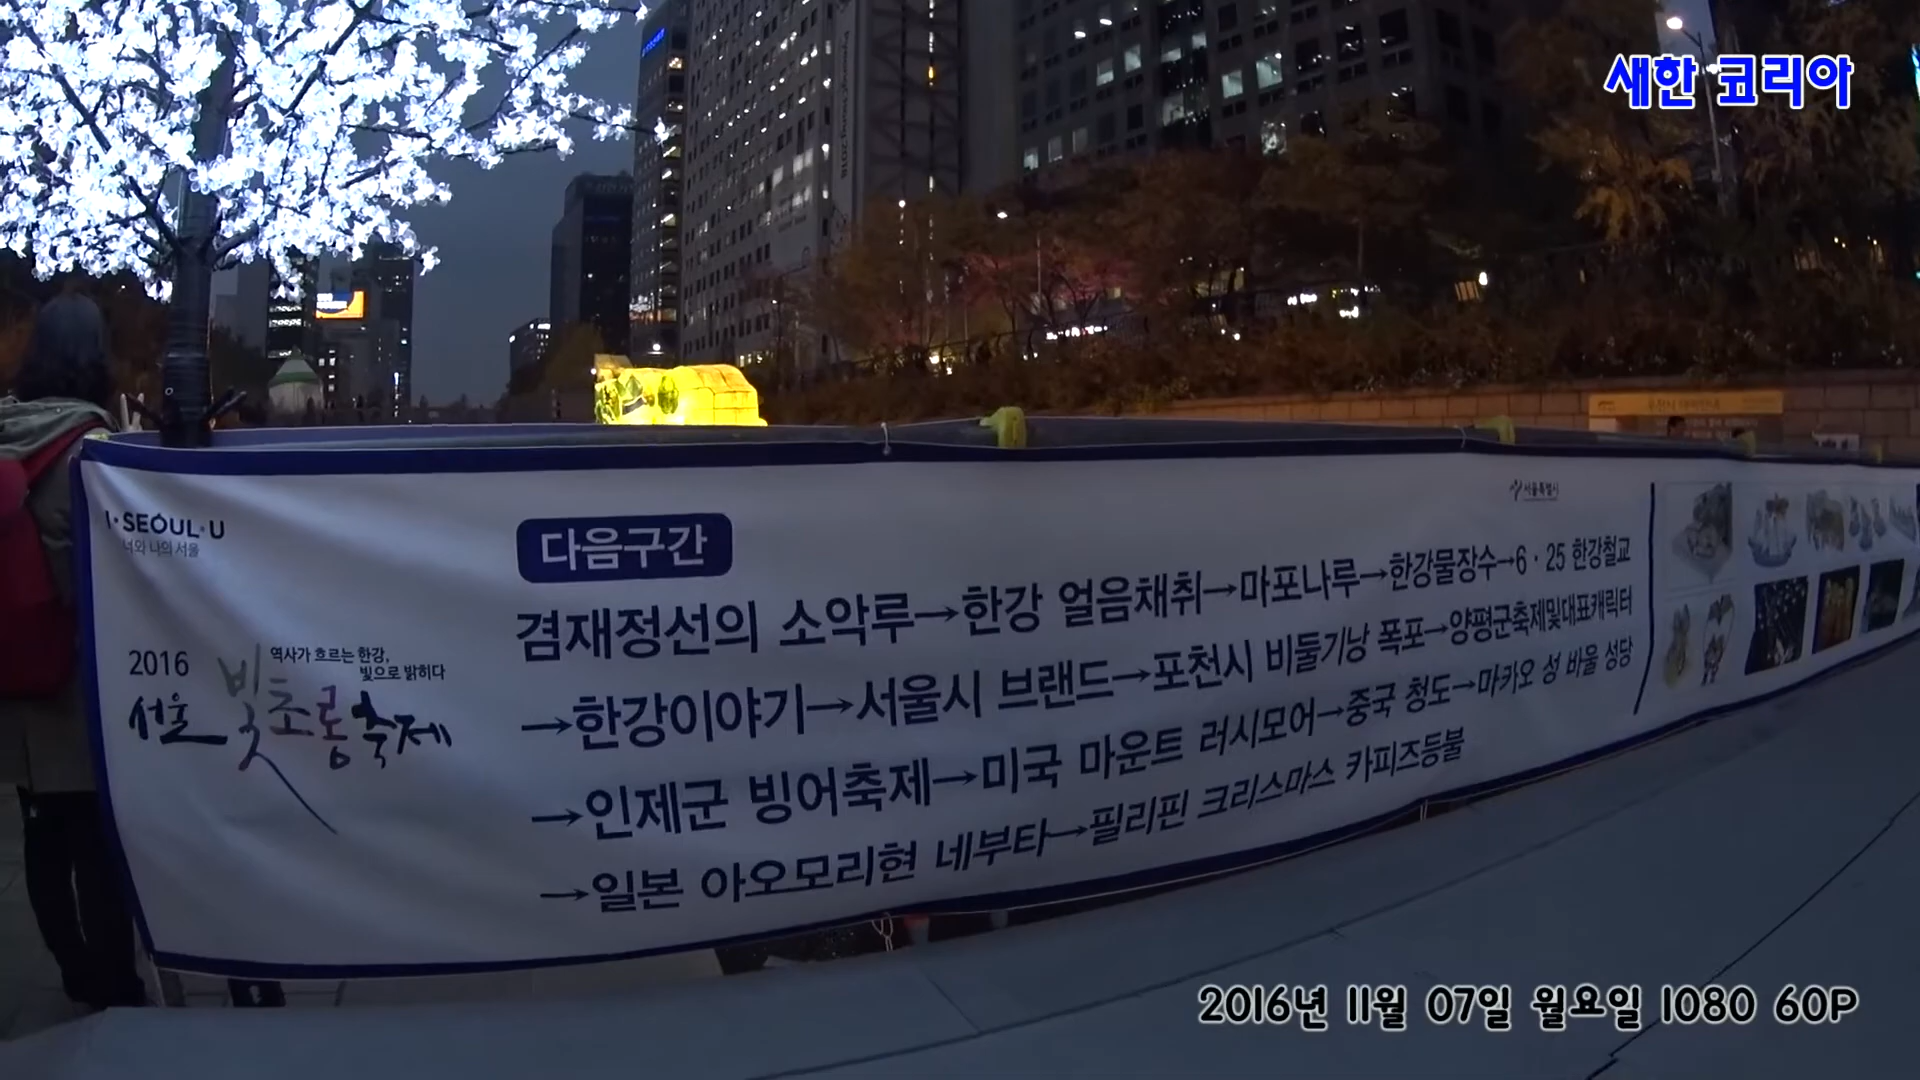 새한 코리아
I·SEOUL·U
너와 나의 서울
서울특별시
다음구간
겸재정선의 소악루→한강 얼음채취→마포나루→한강물장수→6·25 한강철교
→한강이야기→서울시 브랜드→포천시 비둘기낭 폭포→양평군축제및대표캐릭터
→인제군 빙어축제→미국 마운트 러시모어→중국 청도→마카오 성 바울 성당
→일본 아오모리현 네부타→필리핀 크리스마스 카피즈등불
2016
역사가 흐르는 한강,
빛으로 밝히다
서울 빛초롱축제
2016년 11월 07일 월요일 1080 60P